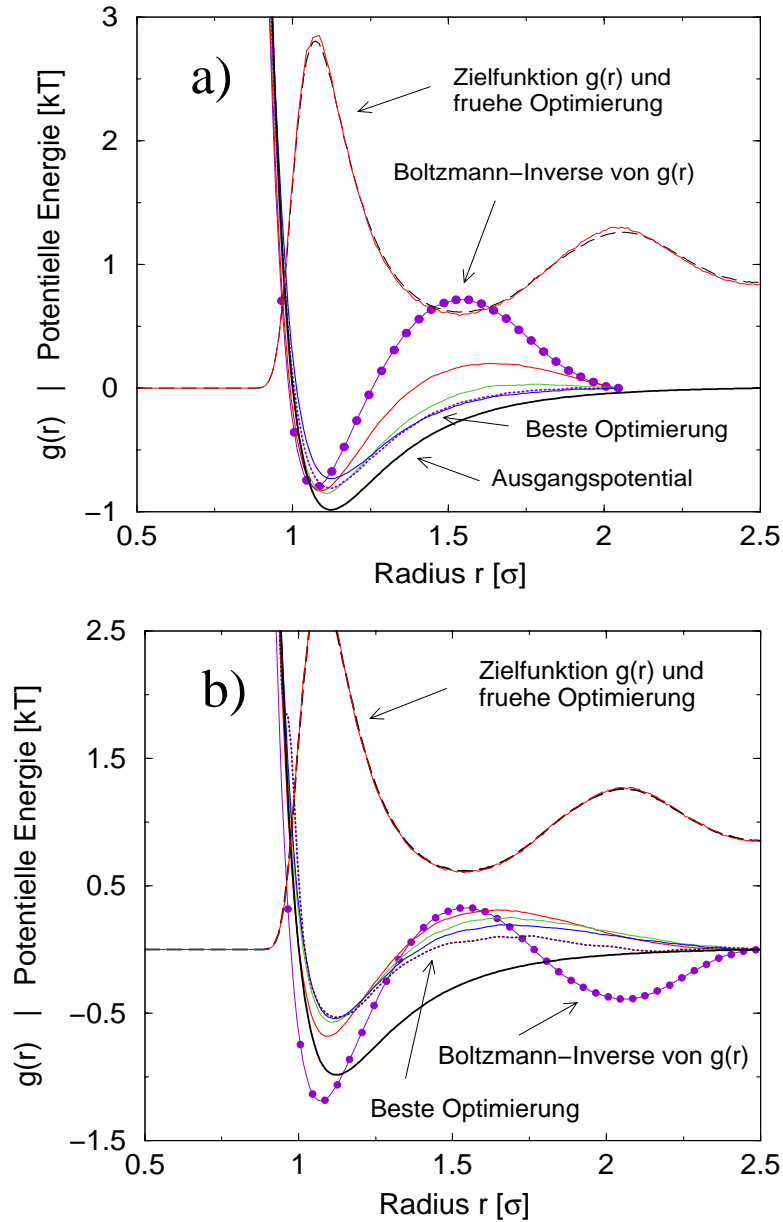 a)
3
2
1
0
−1
g(r) | Potentielle Energie [kT]
Zielfunktion g(r) und
fruehe Optimierung
Boltzmann−Inverse von g(r)
Beste Optimierung
Ausgangspotential
0.5
1
1.5
2
2.5
Radius r [σ]
b)
2.5
1.5
0.5
−0.5
−1.5
g(r) | Potentielle Energie [kT]
Zielfunktion g(r) und
fruehe Optimierung
Boltzmann−Inverse von g(r)
Beste Optimierung
0.5
1
1.5
2
2.5
Radius r [σ]